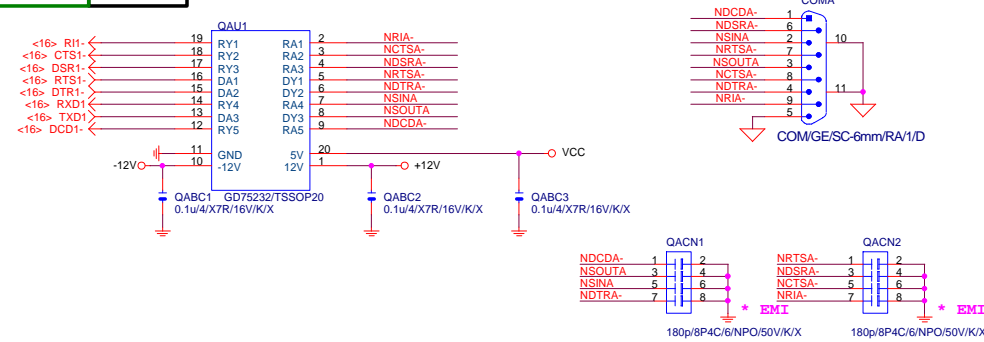 COMA
QAU1
<16> RI1- 19 RY1 RA1 2 NRIA-
<16> CTS1- 18 RY2 RA2 3 NCTSA-
<16> DSR1- 17 RY3 RA3 4 NDSRA-
<16> RTS1- 16 DA1 DY1 5 NRTSA-
<16> DTR1- 15 DA2 DY2 6 NDTRA-
<16> RXD1 14 RY4 RA4 7 NSINA
<16> TXD1 13 DA3 DY3 8 NSOUTA
<16> DCD1- 12 RY5 RA5 9 NDCDA-
11 GND 5V 20 VCC
-12V 10 -12V 12V 1 +12V
QABC1 GD75232/TSSOP20 QABC2 QABC3
0.1u/4/X7R/16V/K/X 0.1u/4/X7R/16V/K/X 0.1u/4/X7R/16V/K/X
NDCDA- 1
NDSRA- 6
NSINA 2 10
NRTSA- 7
NSOUTA 3
NCTSA- 8
NDTRA- 4 11
NRIA- 9
5
COM/GE/SC-6mm/RA/1/D
QACN1
NDCDA- 1 2
NSOUTA 3 4
NSINA 5 6
NDTRA- 7 8
* EMI
180p/8P4C/6/NPO/50V/K/X
QACN2
NRTSA- 1 2
NDSRA- 3 4
NCTSA- 5 6
NRIA- 7 8
* EMI
180p/8P4C/6/NPO/50V/K/X